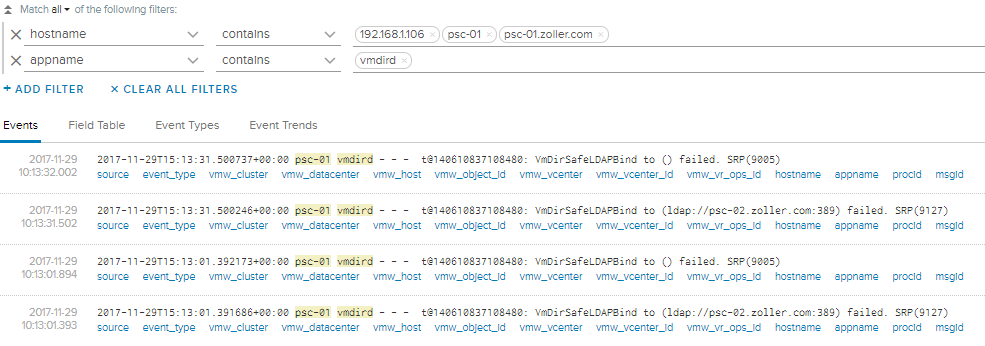 Match all of the following filters:
hostname contains 192.168.1.106 × psc-01 × psc-01.zoller.com ×
appname contains vmdird ×
+ ADD FILTER × CLEAR ALL FILTERS
Events Field Table Event Types Event Trends
2017-11-29 2017-11-29T15:13:31.500737+00:00 psc-01 vmdird - - - t@140610837108480: VmDirSafeLDAPBind to () failed. SRP(9005)
10:13:32.002 source event_type vmw_cluster vmw_datacenter vmw_host vmw_object_id vmw_vcenter vmw_vcenter_id vmw_vr_ops_id hostname appname procid msgid
2017-11-29 2017-11-29T15:13:31.500246+00:00 psc-01 vmdird - - - t@140610837108480: VmDirSafeLDAPBind to (ldap://psc-02.zoller.com:389) failed. SRP(9127)
10:13:31.502 source event_type vmw_cluster vmw_datacenter vmw_host vmw_object_id vmw_vcenter vmw_vcenter_id vmw_vr_ops_id hostname appname procid msgid
2017-11-29 2017-11-29T15:13:01.392173+00:00 psc-01 vmdird - - - t@140610837108480: VmDirSafeLDAPBind to () failed. SRP(9005)
10:13:01.894 source event_type vmw_cluster vmw_datacenter vmw_host vmw_object_id vmw_vcenter vmw_vcenter_id vmw_vr_ops_id hostname appname procid msgid
2017-11-29 2017-11-29T15:13:01.391686+00:00 psc-01 vmdird - - - t@140610837108480: VmDirSafeLDAPBind to (ldap://psc-02.zoller.com:389) failed. SRP(9127)
10:13:01.393 source event_type vmw_cluster vmw_datacenter vmw_host vmw_object_id vmw_vcenter vmw_vcenter_id vmw_vr_ops_id hostname appname procid msgid